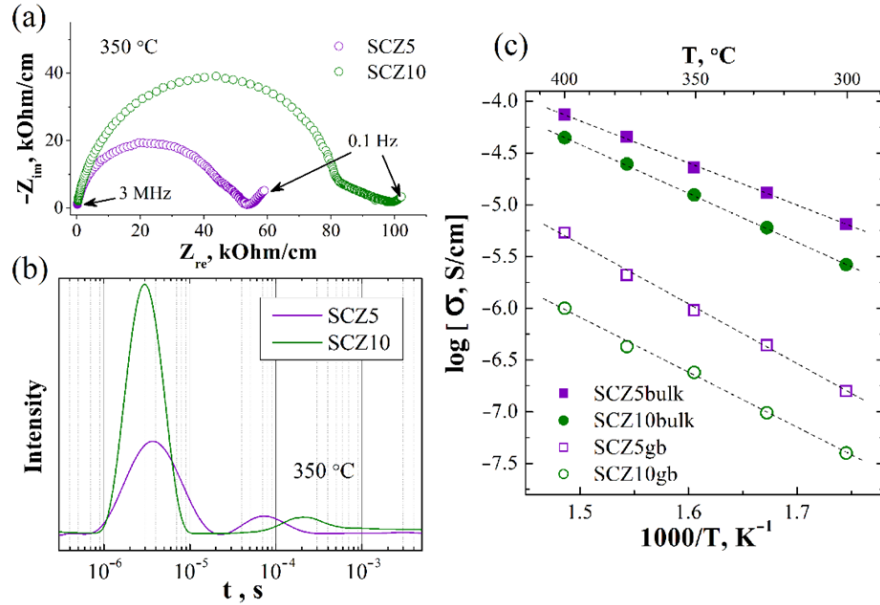 (a)
350 °C
SCZ5
SCZ10
-Z_im, kOhm/cm
40
20
0
3 MHz
0.1 Hz
0 20 40 60 80 100
Z_re, kOhm/cm
(b)
SCZ5
SCZ10
Intensity
350 °C
10^-6 10^-5 10^-4 10^-3
t , s
(c)
T, °C
400 350 300
log [ σ, S/cm]
-4.0
-4.5
-5.0
-5.5
-6.0
-6.5
-7.0
-7.5
SCZ5bulk
SCZ10bulk
SCZ5gb
SCZ10gb
1.5 1.6 1.7
1000/T, K^-1